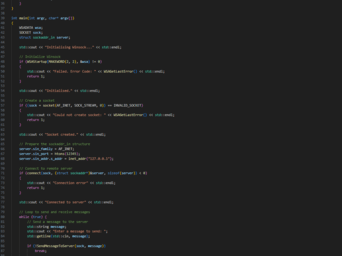 }
}
int main(int argc, char* argv[])
{
WSADATA wsa;
SOCKET sock;
struct sockaddr_in server;
std::cout << "Initialising Winsock..." << std::endl;
// Initialize Winsock
if (WSAStartup(MAKEWORD(2, 2), &wsa) != 0)
{
std::cout << "Failed. Error Code: " << WSAGetLastError() << std::endl;
return 1;
}
std::cout << "Initialised." << std::endl;
// Create a socket
if ((sock = socket(AF_INET, SOCK_STREAM, 0)) == INVALID_SOCKET)
{
std::cout << "Could not create socket: " << WSAGetLastError() << std::endl;
return 1;
}
std::cout << "Socket created." << std::endl;
// Prepare the sockaddr_in structure
server.sin_family = AF_INET;
server.sin_port = htons(12345);
server.sin_addr.s_addr = inet_addr("127.0.0.1");
// Connect to remote server
if (connect(sock, (struct sockaddr*)&server, sizeof(server)) < 0)
{
std::cout << "Connection error" << std::endl;
return 1;
}
std::cout << "Connected to server" << std::endl;
// Loop to send and receive messages
while (true) {
// Send a message to the server
std::string message;
std::cout << "Enter a message to send: ";
std::getline(std::cin, message);
if (!SendMessageToServer(sock, message))
break;